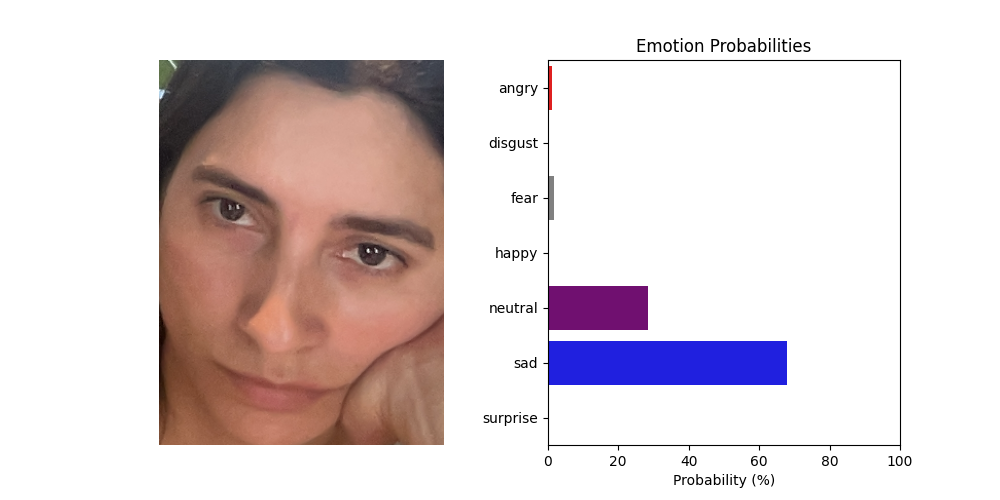 Emotion Probabilities
angry
disgust
fear
happy
neutral
sad
surprise
0 20 40 60 80 100
Probability (%)